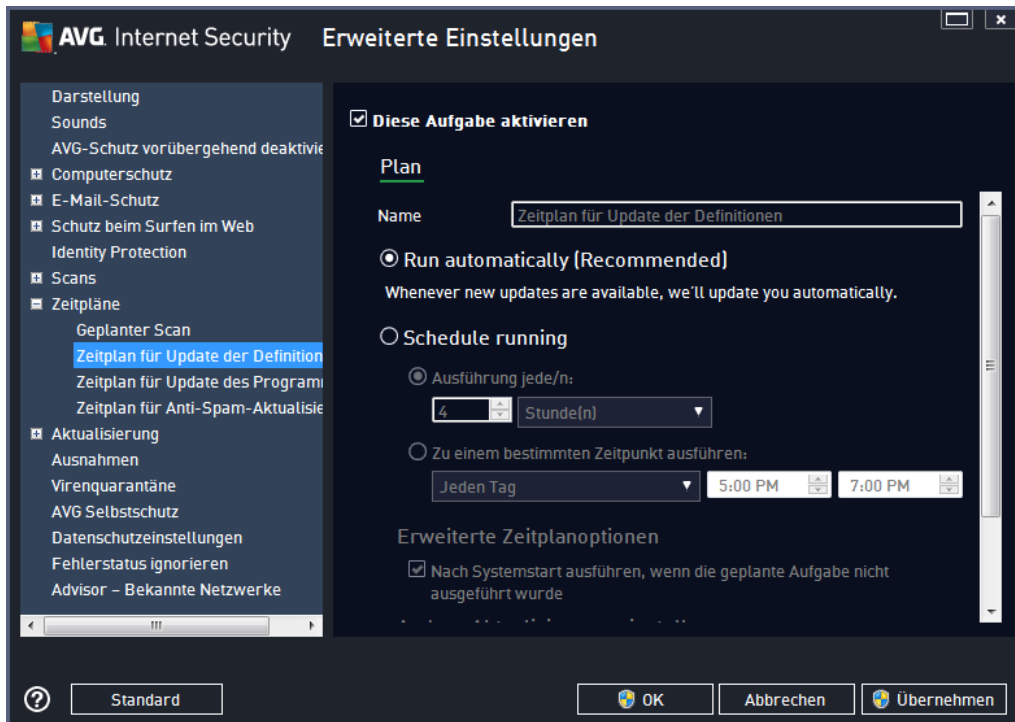 AVG. Internet Security
Erweiterte Einstellungen
Darstellung
Sounds
AVG-Schutz vorübergehend deaktivie
Computerschutz
E-Mail-Schutz
Schutz beim Surfen im Web
Identity Protection
Scans
Zeitpläne
Geplanter Scan
Zeitplan für Update der Definition
Zeitplan für Update des Program
Zeitplan für Anti-Spam-Aktualisie
Aktualisierung
Ausnahmen
Virenquarantäne
AVG Selbstschutz
Datenschutzeinstellungen
Fehlerstatus ignorieren
Advisor – Bekannte Netzwerke
Diese Aufgabe aktivieren
Plan
Name
Zeitplan für Update der Definitionen
Run automatically (Recommended)
Whenever new updates are available, we'll update you automatically.
Schedule running
Ausführung jede/n:
4 Stunde(n)
Zu einem bestimmten Zeitpunkt ausführen:
Jeden Tag 5:00 PM 7:00 PM
Erweiterte Zeitplanoptionen
Nach Systemstart ausführen, wenn die geplante Aufgabe nicht
ausgeführt wurde
? Standard OK Abbrechen Übernehmen